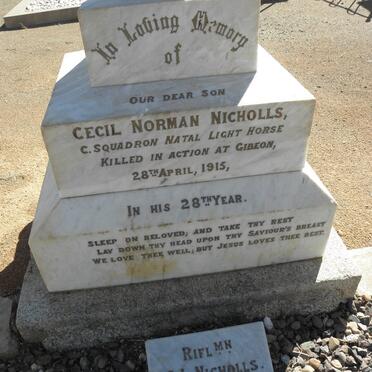 In Loving Memory
of
OUR DEAR SON
CECIL NORMAN NICHOLLS,
C. SQUADRON NATAL LIGHT HORSE
KILLED IN ACTION AT GIBEON,
28TH APRIL, 1915,
IN HIS 28TH YEAR.
SLEEP ON BELOVED, AND TAKE THY REST
LAY DOWN THY HEAD UPON THY SAVIOUR'S BREAST
WE LOVE THEE WELL; BUT JESUS LOVES THEE BEST.
RIFLMN
NICHOLLS.